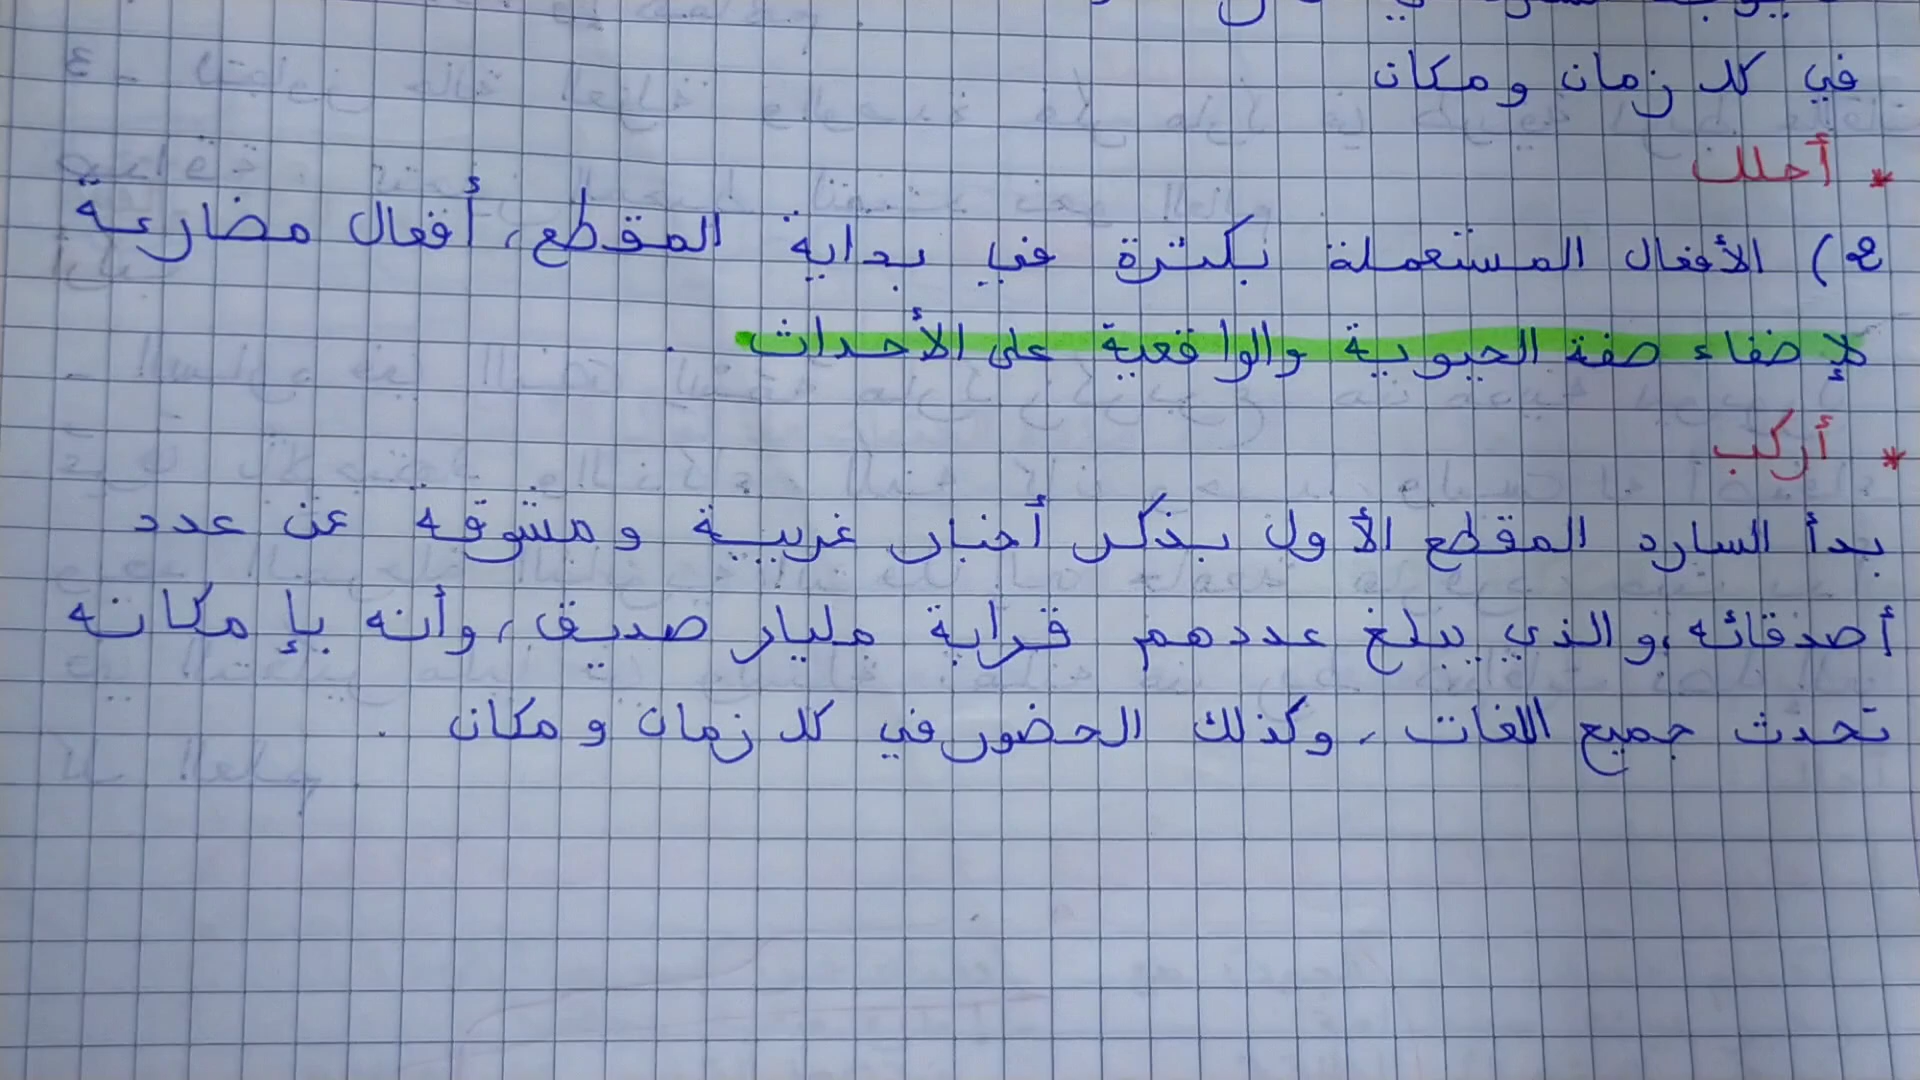 في كل زمان ومكان
* أحلل
2) الأفعال المستعملة بكثرة في بداية المقطع، أفعال مضارعة
لإضفاء صفة الحيوية والواقعية على الأحداث.
* أركب
بدأ السارد المقطع الأول بذكر أخبار غريبة ومشوقة عن عدد
أصدقائه، والذي يبلغ عددهم قرابة مليار صديق، وأنه بإمكانه
تحدث جميع اللغات، وكذلك الحضور في كل زمان ومكان.